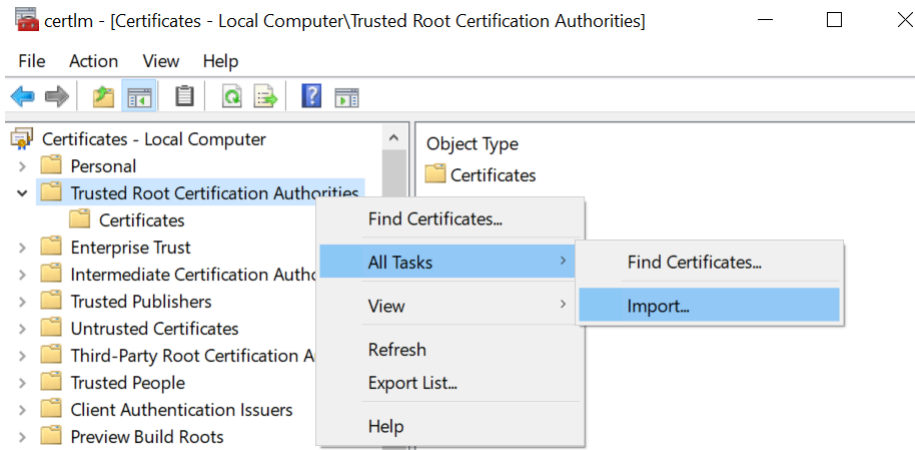 certlm - [Certificates - Local Computer\Trusted Root Certification Authorities]
File Action View Help
Certificates - Local Computer
Personal
Trusted Root Certification Authorities
Certificates
Enterprise Trust
Intermediate Certification Autho
Trusted Publishers
Untrusted Certificates
Third-Party Root Certification A
Trusted People
Client Authentication Issuers
Preview Build Roots
Object Type
Certificates
Find Certificates...
All Tasks
View
Refresh
Export List...
Help
Find Certificates...
Import...